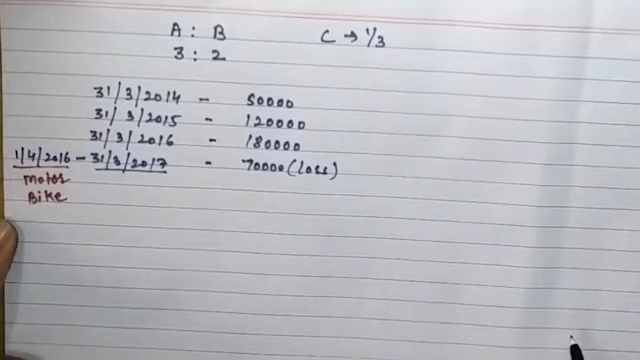 A : B C → 1/3
3 : 2
31/3/2014 - 50000
31/3/2015 - 120000
31/3/2016 - 180000
1/4/2016 - 31/3/2017 - 70000 (Loss)
Motor
Bike